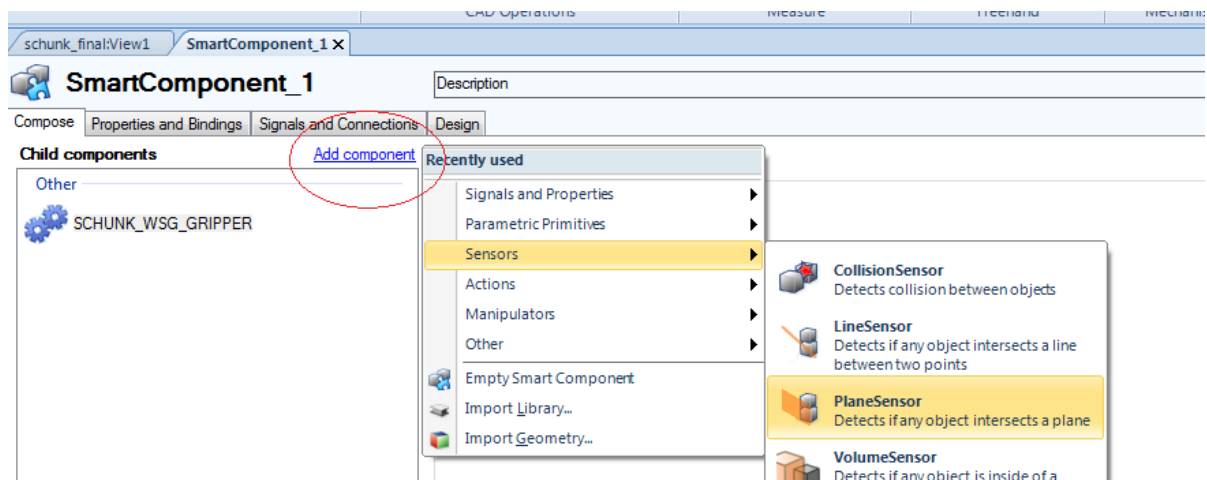 CAD Operations Measure Freehand Mechanis
schunk_final:View1 SmartComponent_1 X
SmartComponent_1 Description
Compose Properties and Bindings Signals and Connections Design
Child components Add component
Other
SCHUNK_WSG_GRIPPER
Recently used
Signals and Properties
Parametric Primitives
Sensors
Actions
Manipulators
Other
Empty Smart Component
Import Library...
Import Geometry...
CollisionSensor
Detects collision between objects
LineSensor
Detects if any object intersects a line
between two points
PlaneSensor
Detects if any object intersects a plane
VolumeSensor
Detects if any object is inside of a